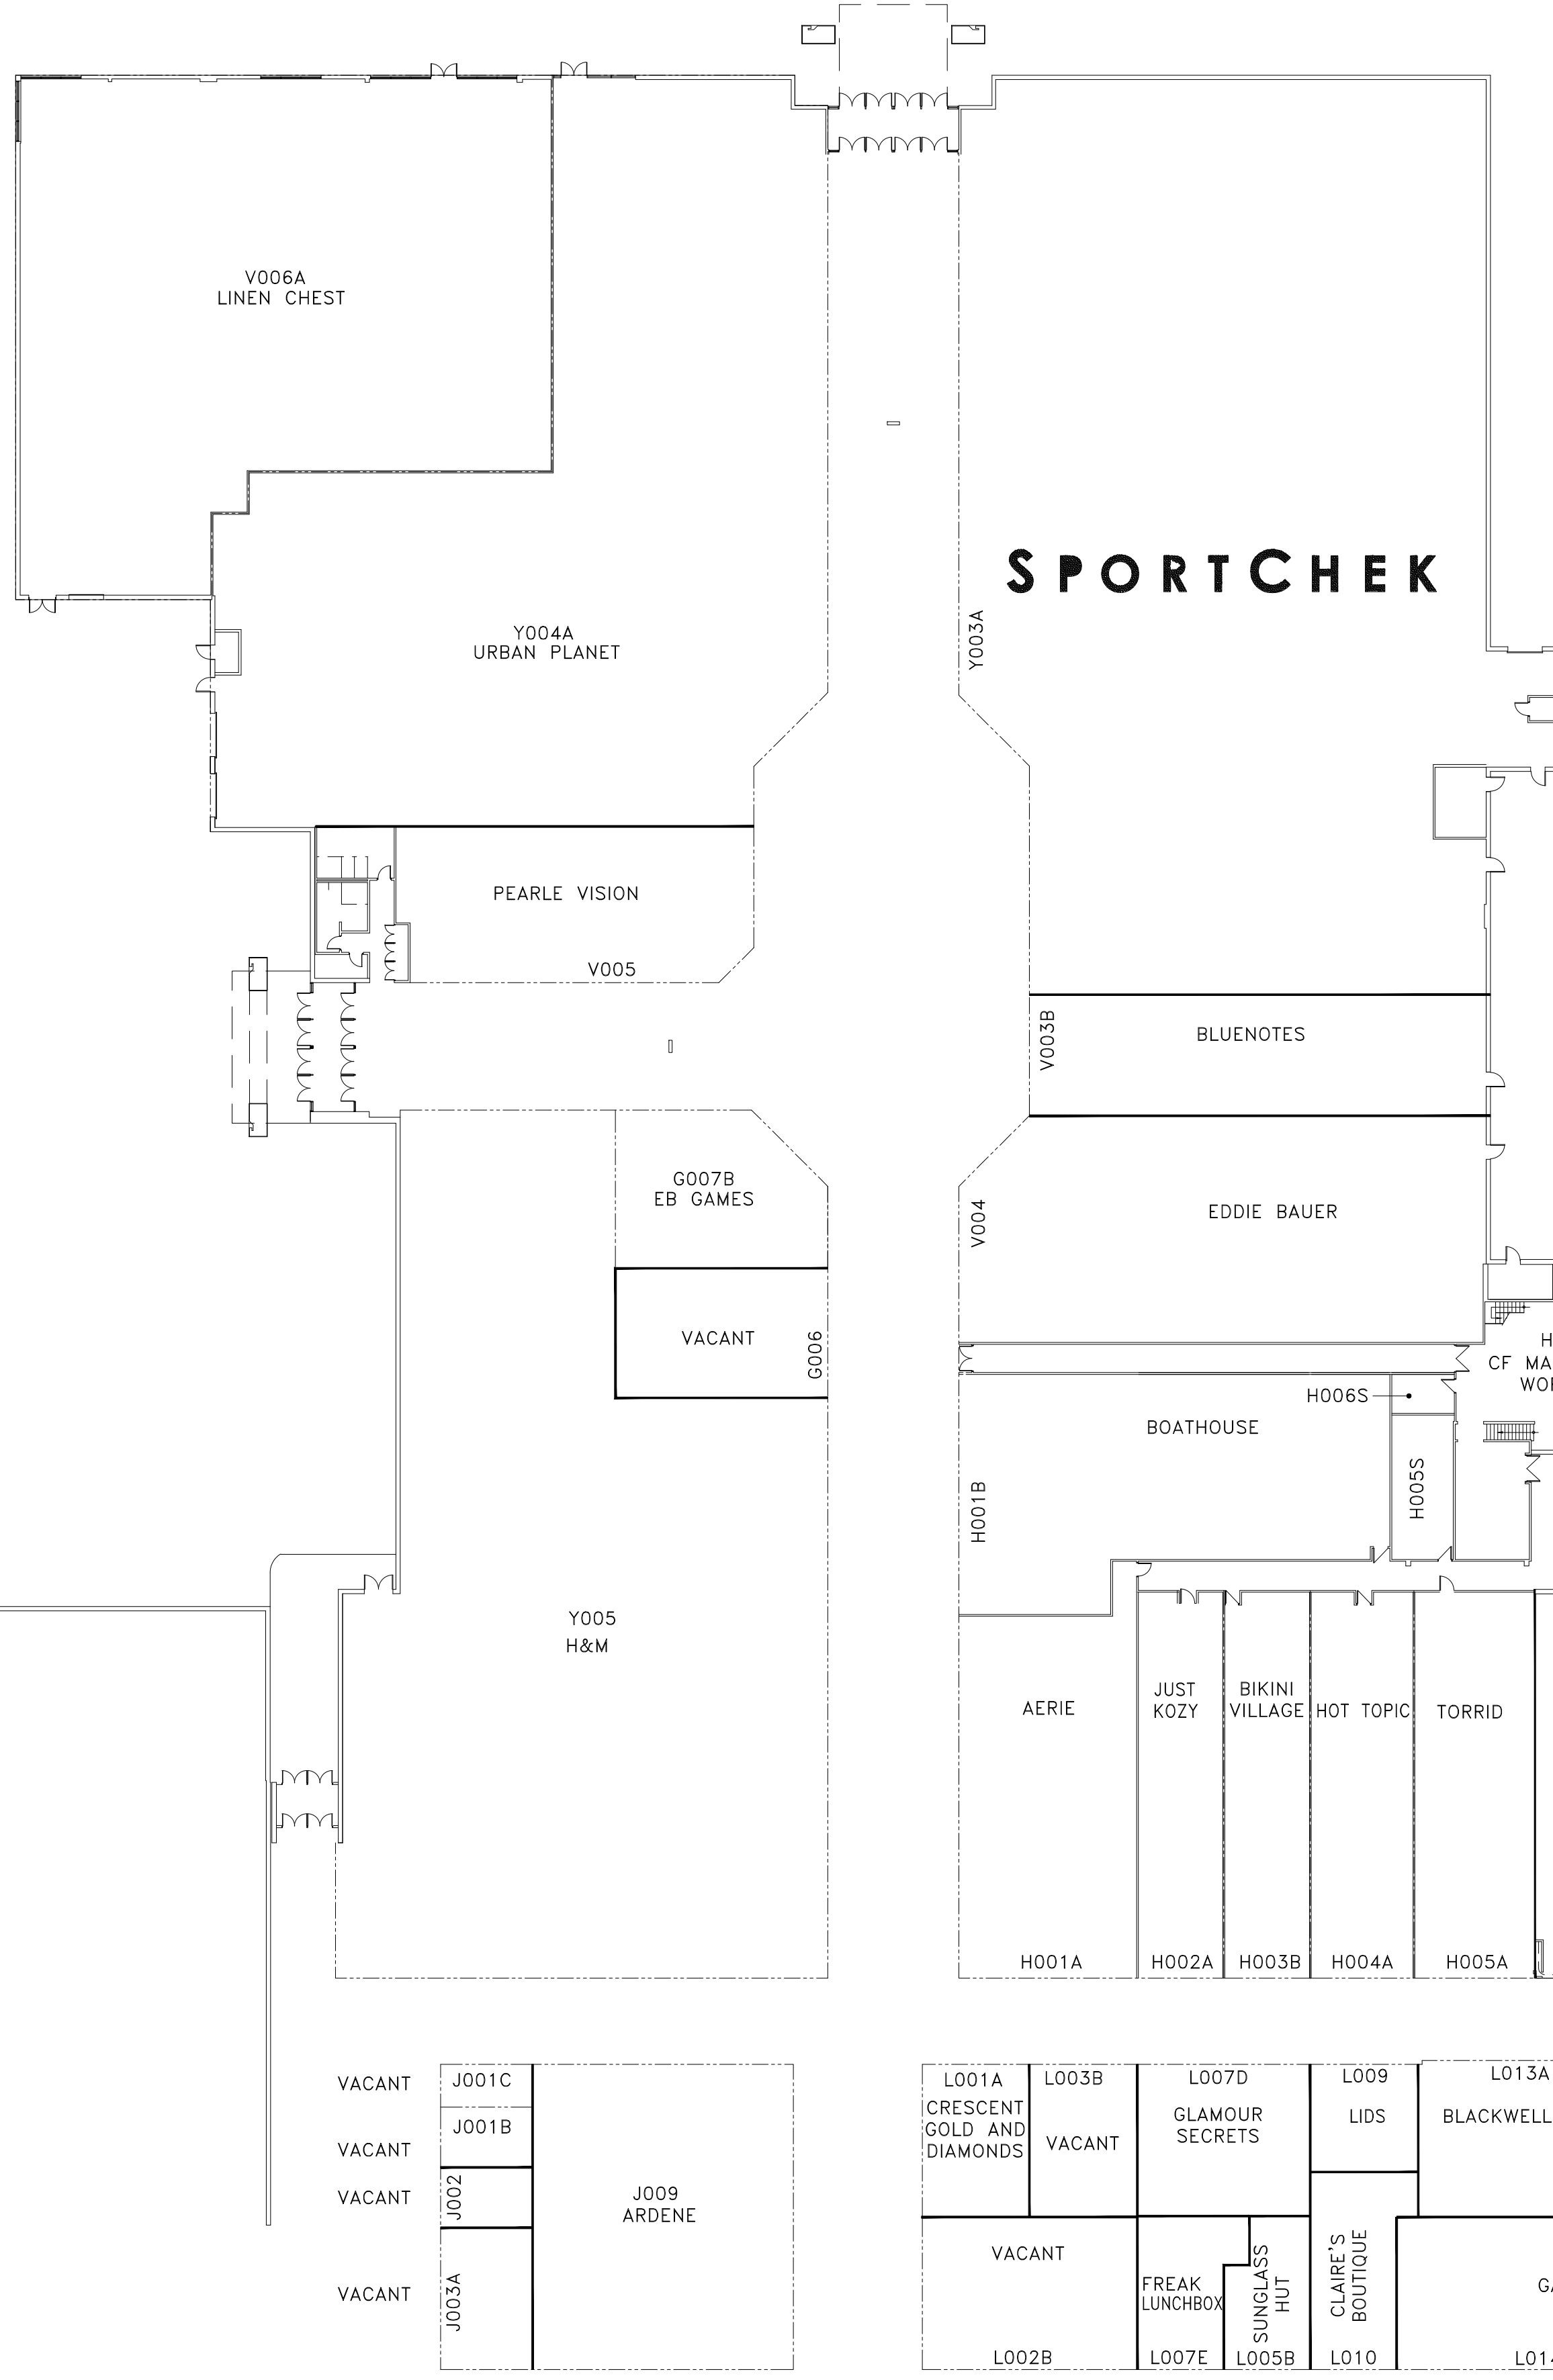 V006A
LINEN CHEST
SPORTCHEK
Y004A
URBAN PLANET
Y003A
PEARLE VISION
V005
V003B
BLUENOTES
G007B
EB GAMES
V004
EDDIE BAUER
VACANT
G006
H006S
BOATHOUSE
H005S
H001B
Y005
H&M
AERIE
JUST
KOZY
BIKINI
VILLAGE
HOT TOPIC
TORRID
H001A
H002A
H003B
H004A
H005A
VACANT
J001C
J001B
VACANT
VACANT
J002
J009
ARDENE
VACANT
J003A
L001A
CRESCENT
GOLD AND
DIAMONDS
L003B
VACANT
L007D
GLAMOUR
SECRETS
L009
LIDS
L013A
BLACKWELL
VACANT
L002B
FREAK
LUNCHBOX
L007E
SUNGLASS
HUT
L005B
CLAIRE'S
BOUTIQUE
L010